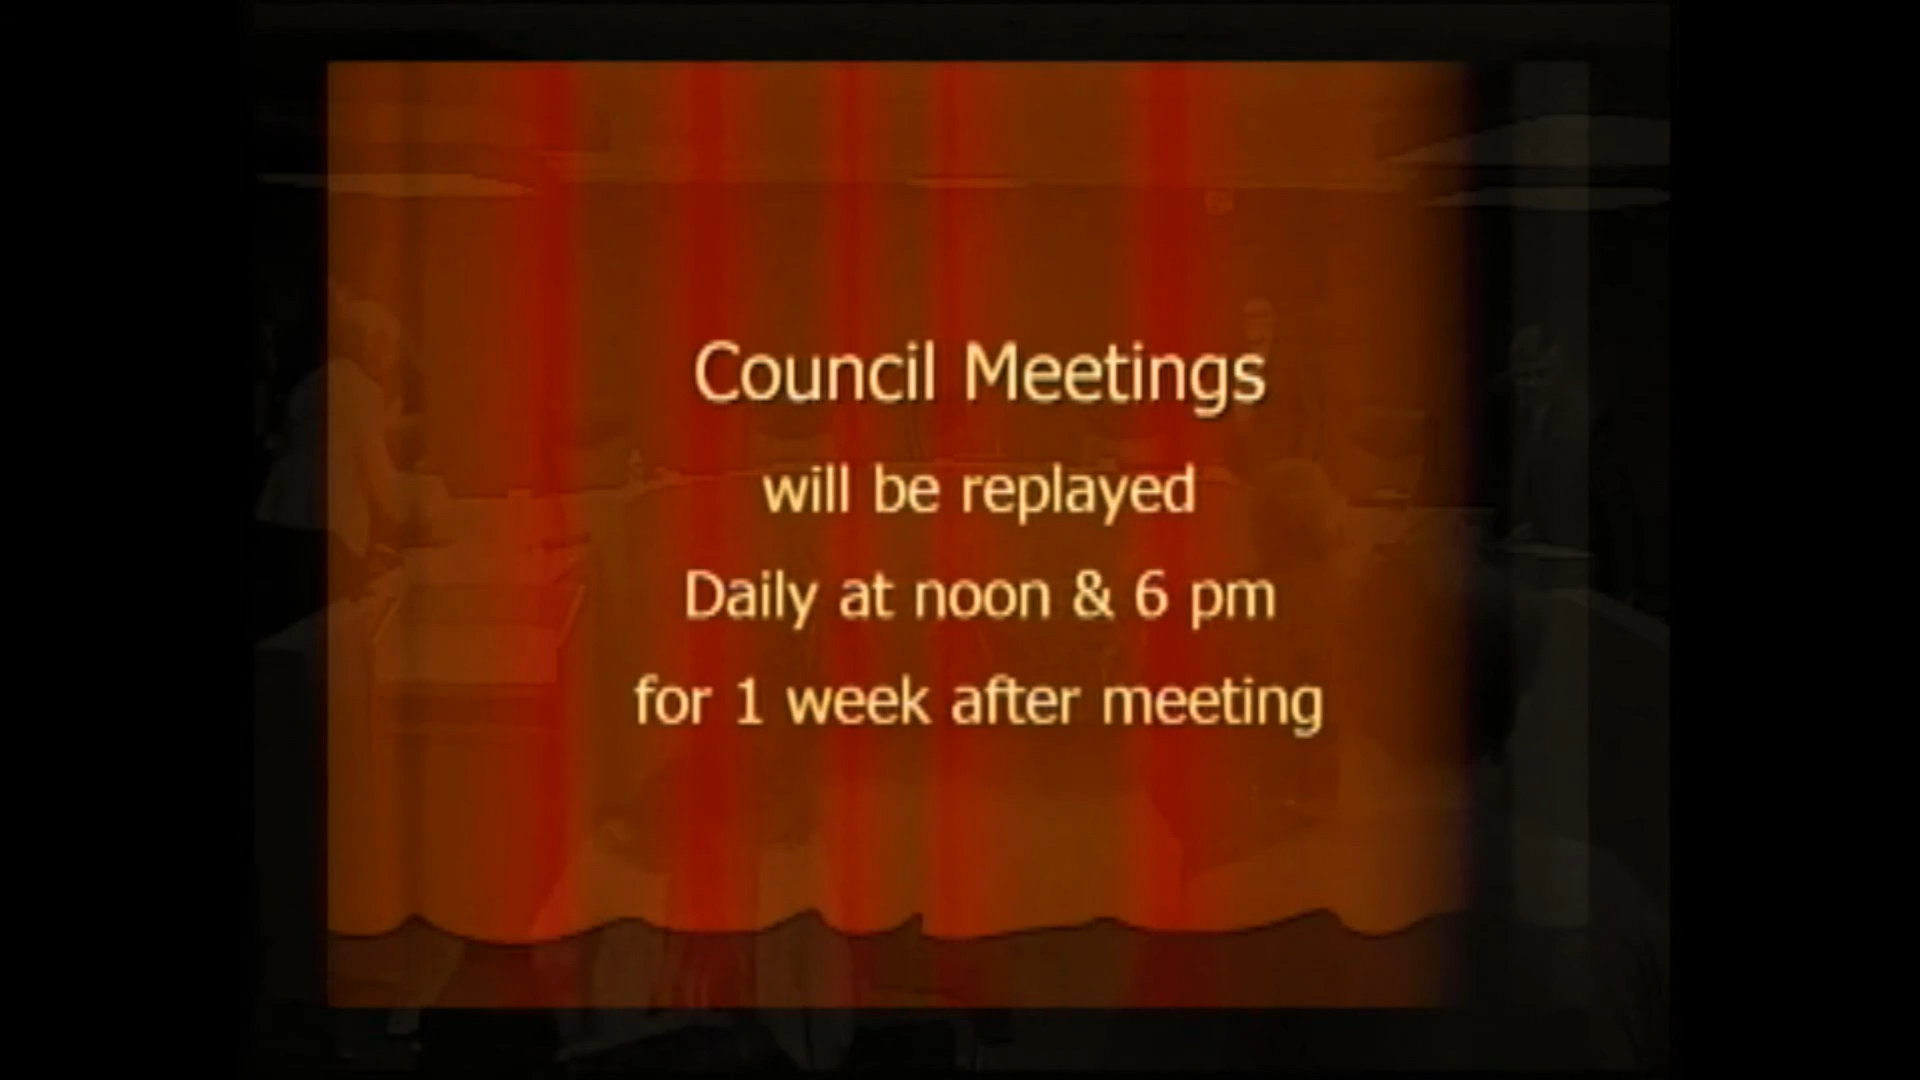 Council Meetings
will be replayed
Daily at noon & 6 pm
for 1 week after meeting